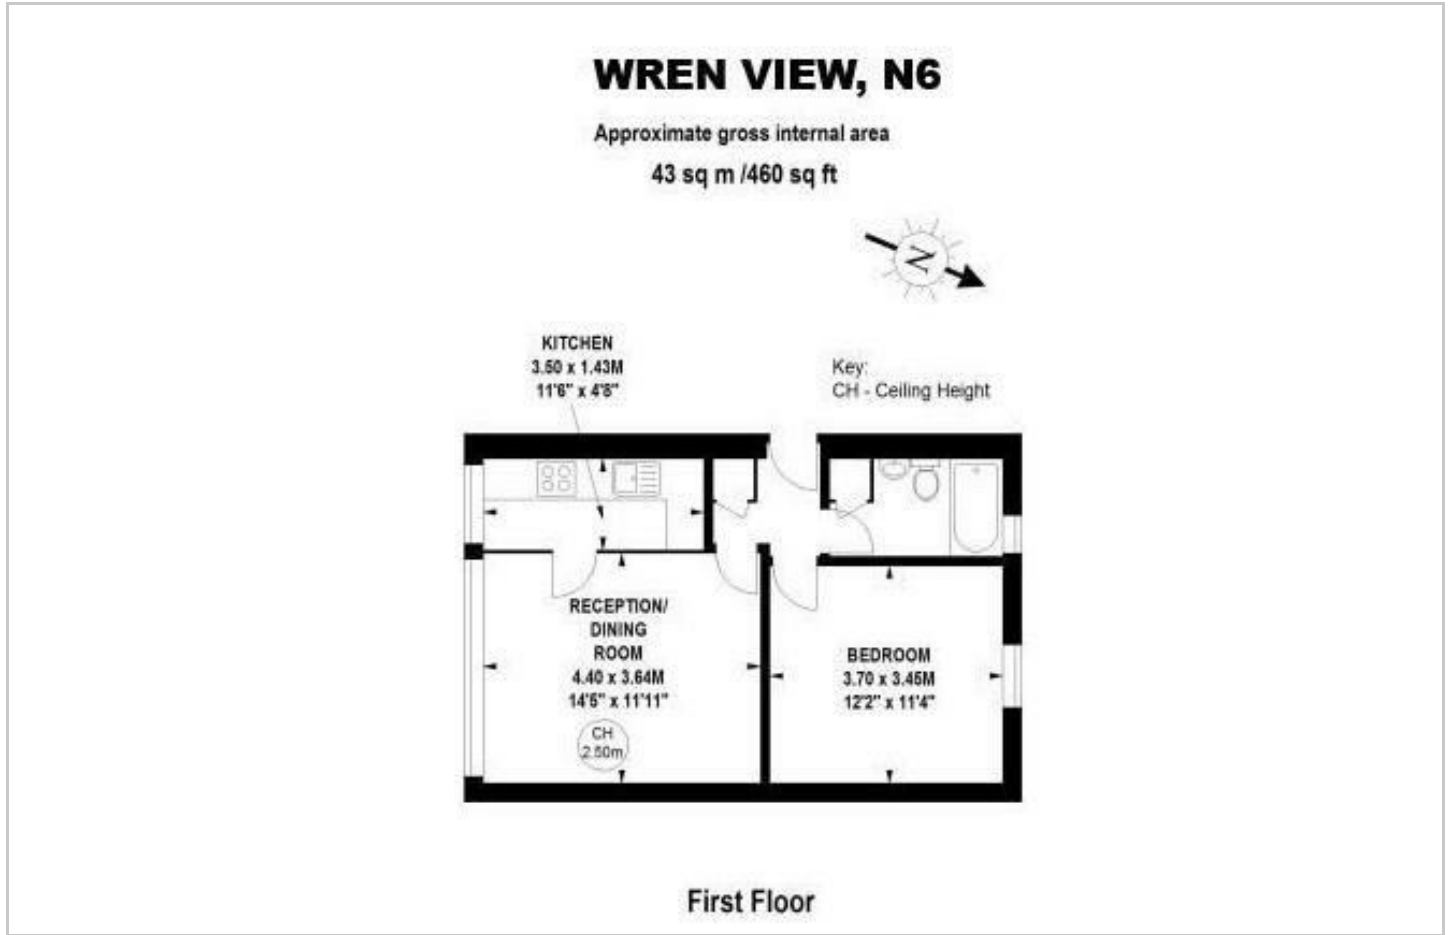 WREN VIEW, N6
Approximate gross internal area
43 sq m /460 sq ft
N
KITCHEN
3.50 x 1.43M
11'6" x 4'8"
Key:
CH - Ceiling Height
RECEPTION/
DINING
ROOM
4.40 x 3.64M
14'5" x 11'11"
CH
2.50m
BEDROOM
3.70 x 3.45M
12'2" x 11'4"
First Floor